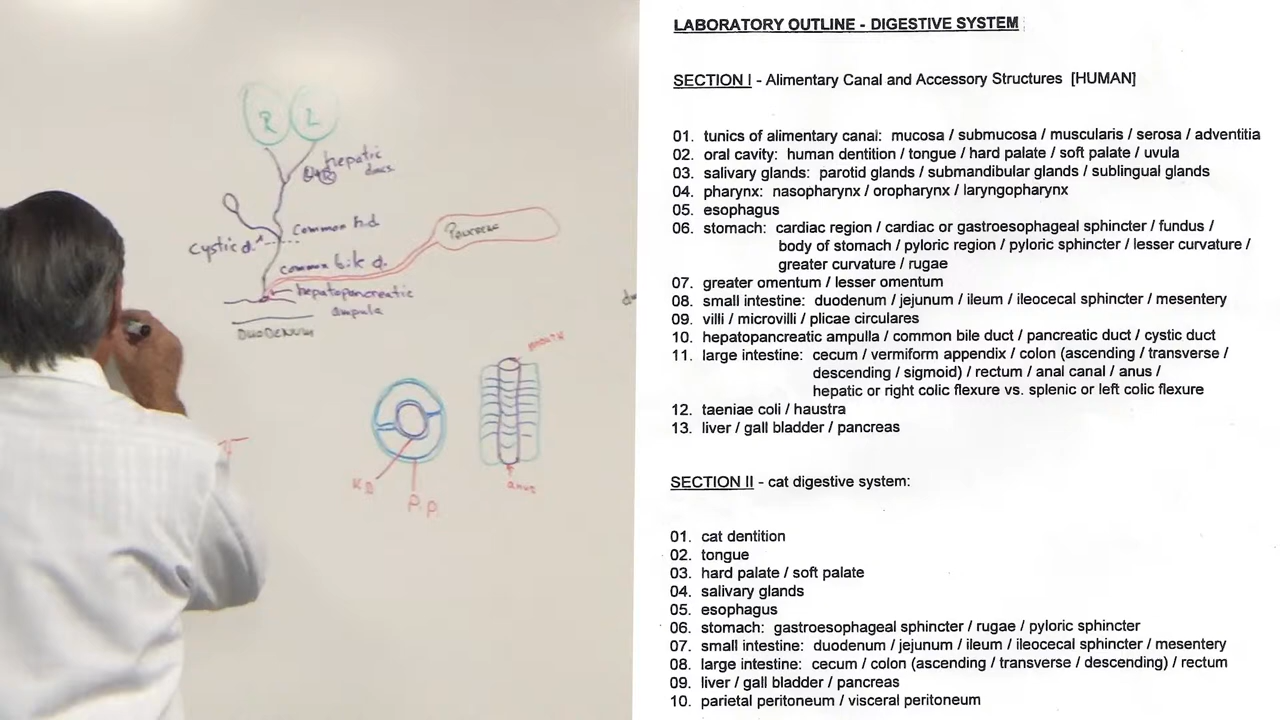 R L
hepatic
ducs
Common h.d
cystic d.
common bile d.
Pancreas
hepatopancreatic
ampula
DUODENUM
MOUTH
anus
P.P.
LABORATORY OUTLINE - DIGESTIVE SYSTEM
SECTION I - Alimentary Canal and Accessory Structures [HUMAN]
01. tunics of alimentary canal: mucosa / submucosa / muscularis / serosa / adventitia
02. oral cavity: human dentition / tongue / hard palate / soft palate / uvula
03. salivary glands: parotid glands / submandibular glands / sublingual glands
04. pharynx: nasopharynx / oropharynx / laryngopharynx
05. esophagus
06. stomach: cardiac region / cardiac or gastroesophageal sphincter / fundus /
body of stomach / pyloric region / pyloric sphincter / lesser curvature /
greater curvature / rugae
07. greater omentum / lesser omentum
08. small intestine: duodenum / jejunum / ileum / ileocecal sphincter / mesentery
09. villi / microvilli / plicae circulares
10. hepatopancreatic ampulla / common bile duct / pancreatic duct / cystic duct
11. large intestine: cecum / vermiform appendix / colon (ascending / transverse /
descending / sigmoid) / rectum / anal canal / anus /
hepatic or right colic flexure vs. splenic or left colic flexure
12. taeniae coli / haustra
13. liver / gall bladder / pancreas
SECTION II - cat digestive system:
01. cat dentition
02. tongue
03. hard palate / soft palate
04. salivary glands
05. esophagus
06. stomach: gastroesophageal sphincter / rugae / pyloric sphincter
07. small intestine: duodenum / jejunum / ileum / ileocecal sphincter / mesentery
08. large intestine: cecum / colon (ascending / transverse / descending) / rectum
09. liver / gall bladder / pancreas
10. parietal peritoneum / visceral peritoneum